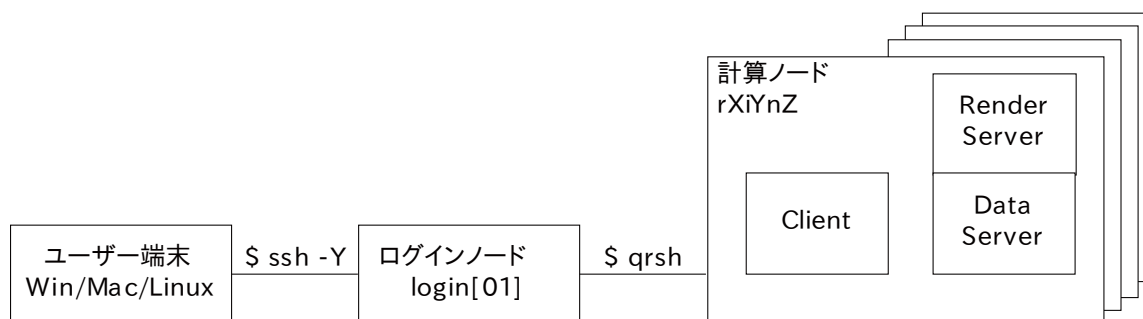 計算ノード
rXiYnZ
Render
Server
Client
Data
Server
ユーザー端末
Win/Mac/Linux
$ ssh -Y
ログインノード
login[01]
$ qrsh